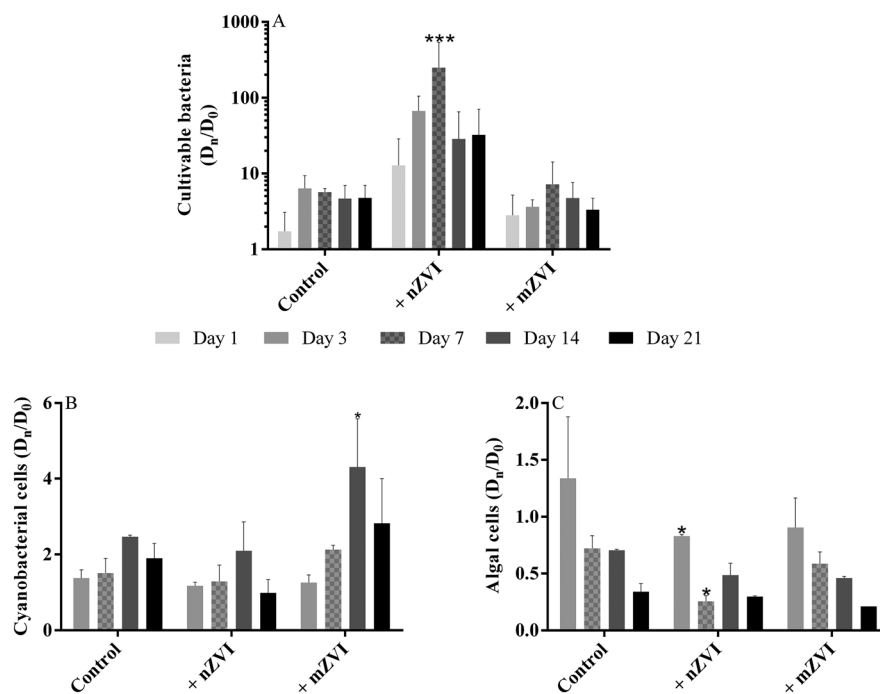 A
Cultivable bacteria
(Dn/D0)
1000
100
10
1
***
Control
+ nZVI
+ mZVI
Day 1
Day 3
Day 7
Day 14
Day 21
B
Cyanobacterial cells (Dn/D0)
6
4
2
0
*
Control
+ nZVI
+ mZVI
C
Algal cells (Dn/D0)
2.0
1.5
1.0
0.5
0.0
*
*
Control
+ nZVI
+ mZVI